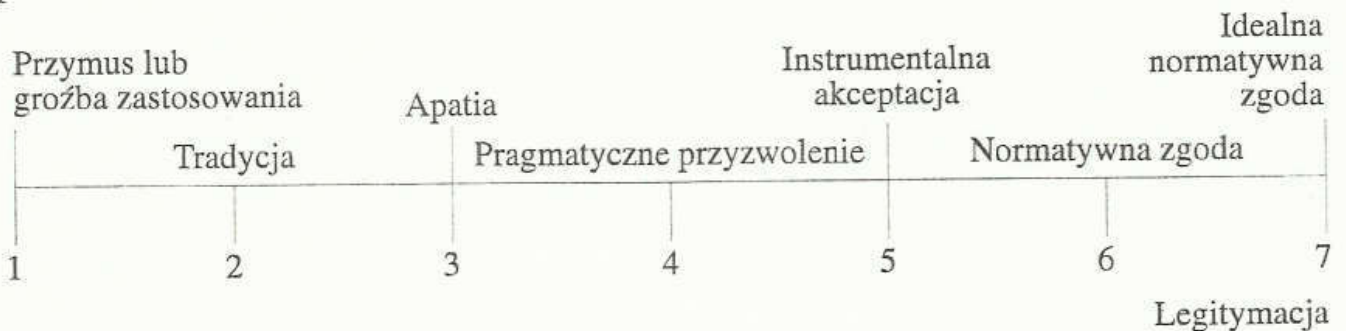 Przymus lub
groźba zastosowania
Apatia
Instrumentalna
akceptacja
Idealna
normatywna
zgoda
Tradycja
Pragmatyczne przyzwolenie
Normatywna zgoda
1 2 3 4 5 6 7
Legitymacja